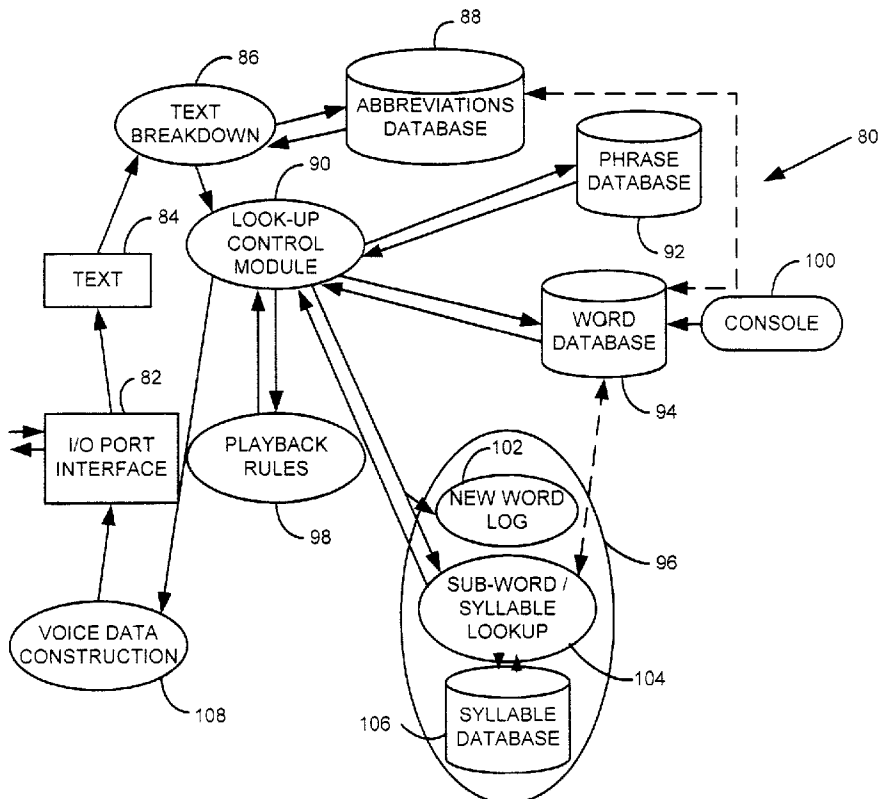 88
86
ABBREVIATIONS
DATABASE
TEXT
BREAKDOWN
80
PHRASE
DATABASE
90
LOOK-UP
CONTROL
MODULE
84
TEXT
92
100
WORD
DATABASE
CONSOLE
94
82
I/O PORT
INTERFACE
PLAYBACK
RULES
98
102
NEW WORD
LOG
96
SUB-WORD /
SYLLABLE
LOOKUP
104
VOICE DATA
CONSTRUCTION
108
106
SYLLABLE
DATABASE